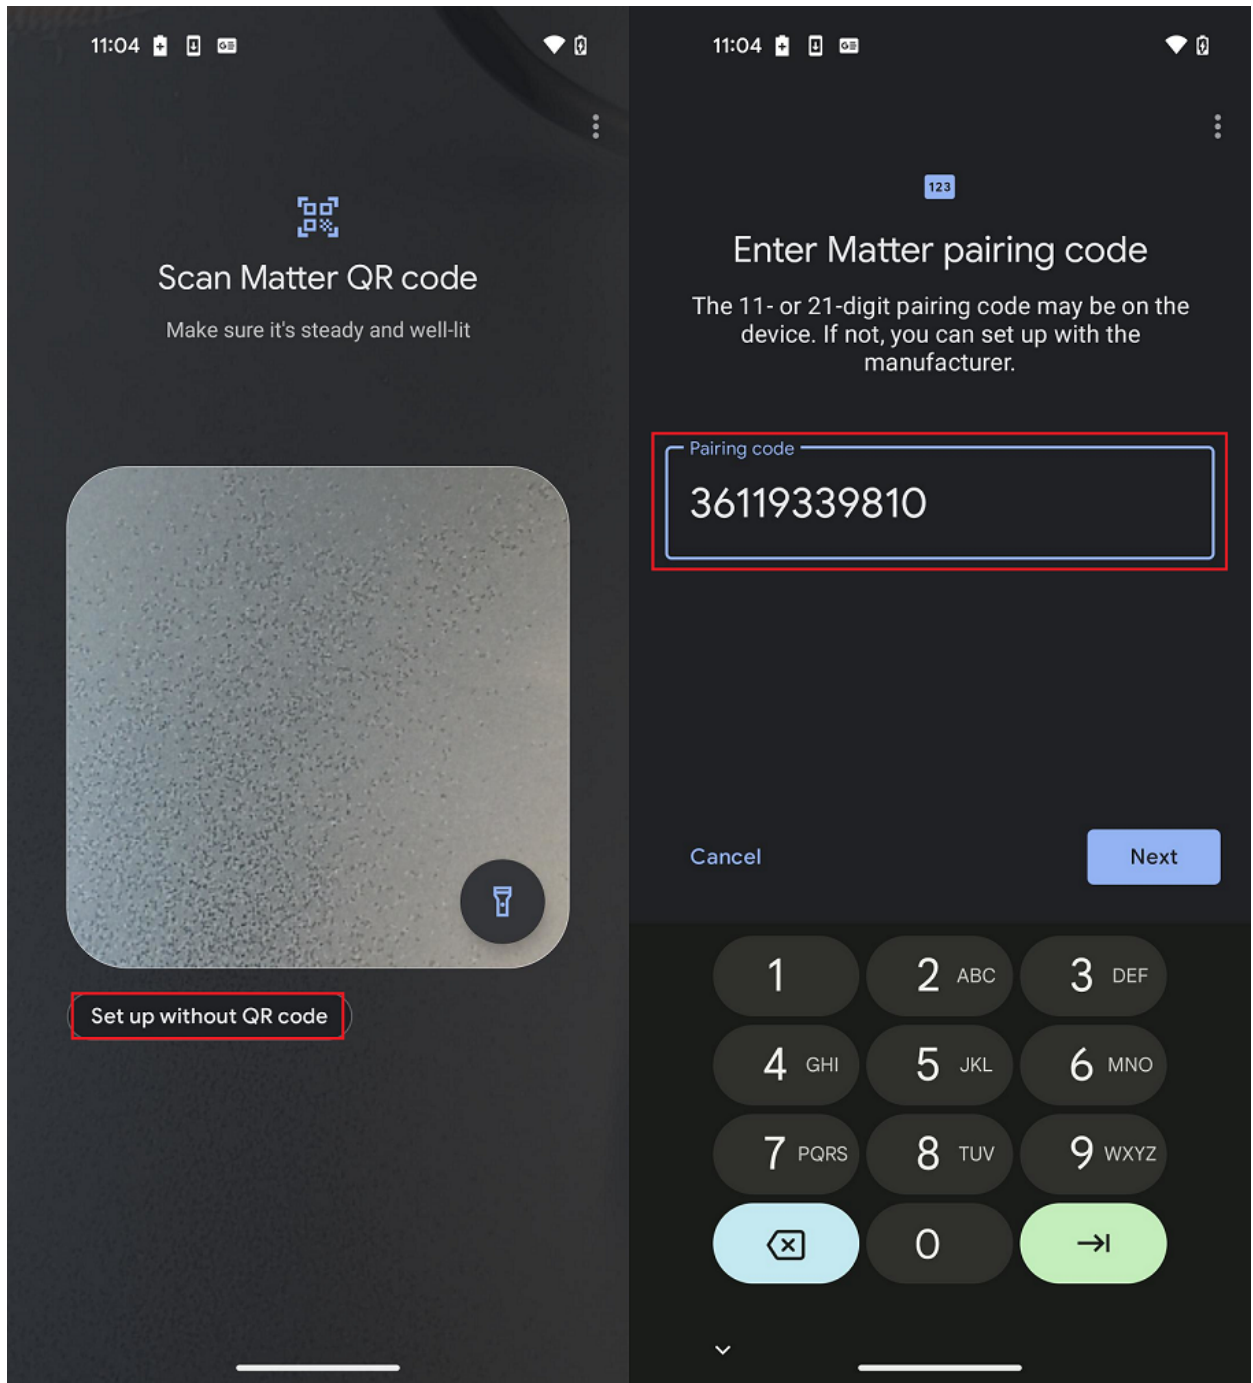 11:04
Scan Matter QR code
Make sure it's steady and well-lit
Set up without QR code
11:04
123
Enter Matter pairing code
The 11- or 21-digit pairing code may be on the
device. If not, you can set up with the
manufacturer.
Pairing code
36119339810
Cancel Next
1 2 ABC 3 DEF
4 GHI 5 JKL 6 MNO
7 PQRS 8 TUV 9 WXYZ
0